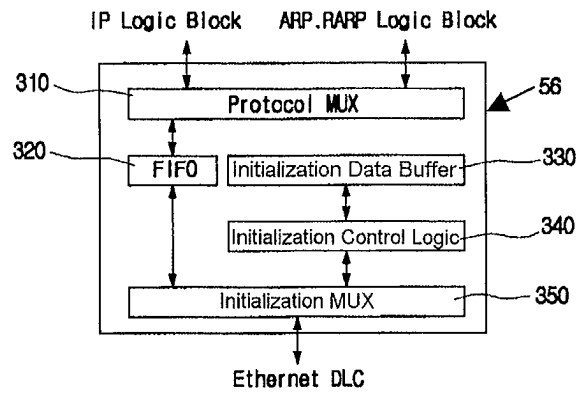 IP Logic Block ARP.RARP Logic Block
310 Protocol MUX 56
320 FIFO Initialization Data Buffer 330
Initialization Control Logic 340
Initialization MUX 350
Ethernet DLC